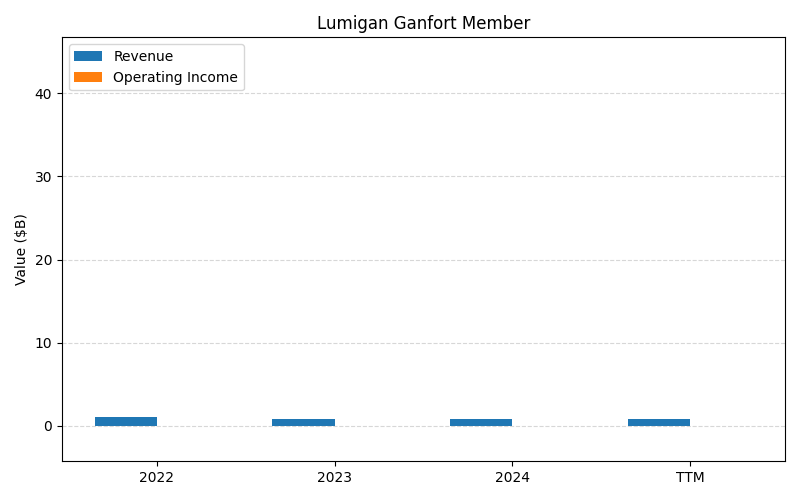 Lumigan Ganfort Member
Revenue
Operating Income
Value ($B)
40
30
20
10
0
2022 2023 2024 TTM